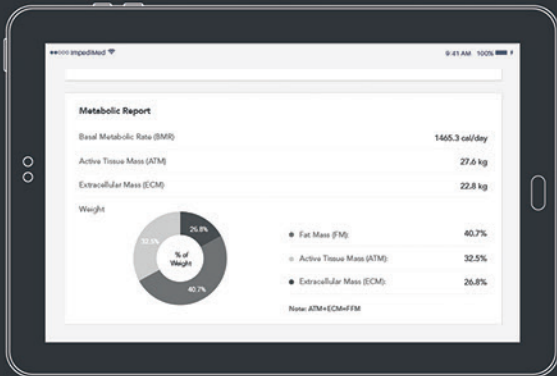 ImpediMed 9:41 AM 100%
Metabolic Report
Basal Metabolic Rate (BMR) 1465.3 cal/day
Active Tissue Mass (ATM) 27.6 kg
Extracellular Mass (ECM) 22.8 kg
Weight
26.8%
32.5%
% of
Weight
40.7%
Fat Mass (FM): 40.7%
Active Tissue Mass (ATM): 32.5%
Extracellular Mass (ECM): 26.8%
Note: ATM+ECM=FFM